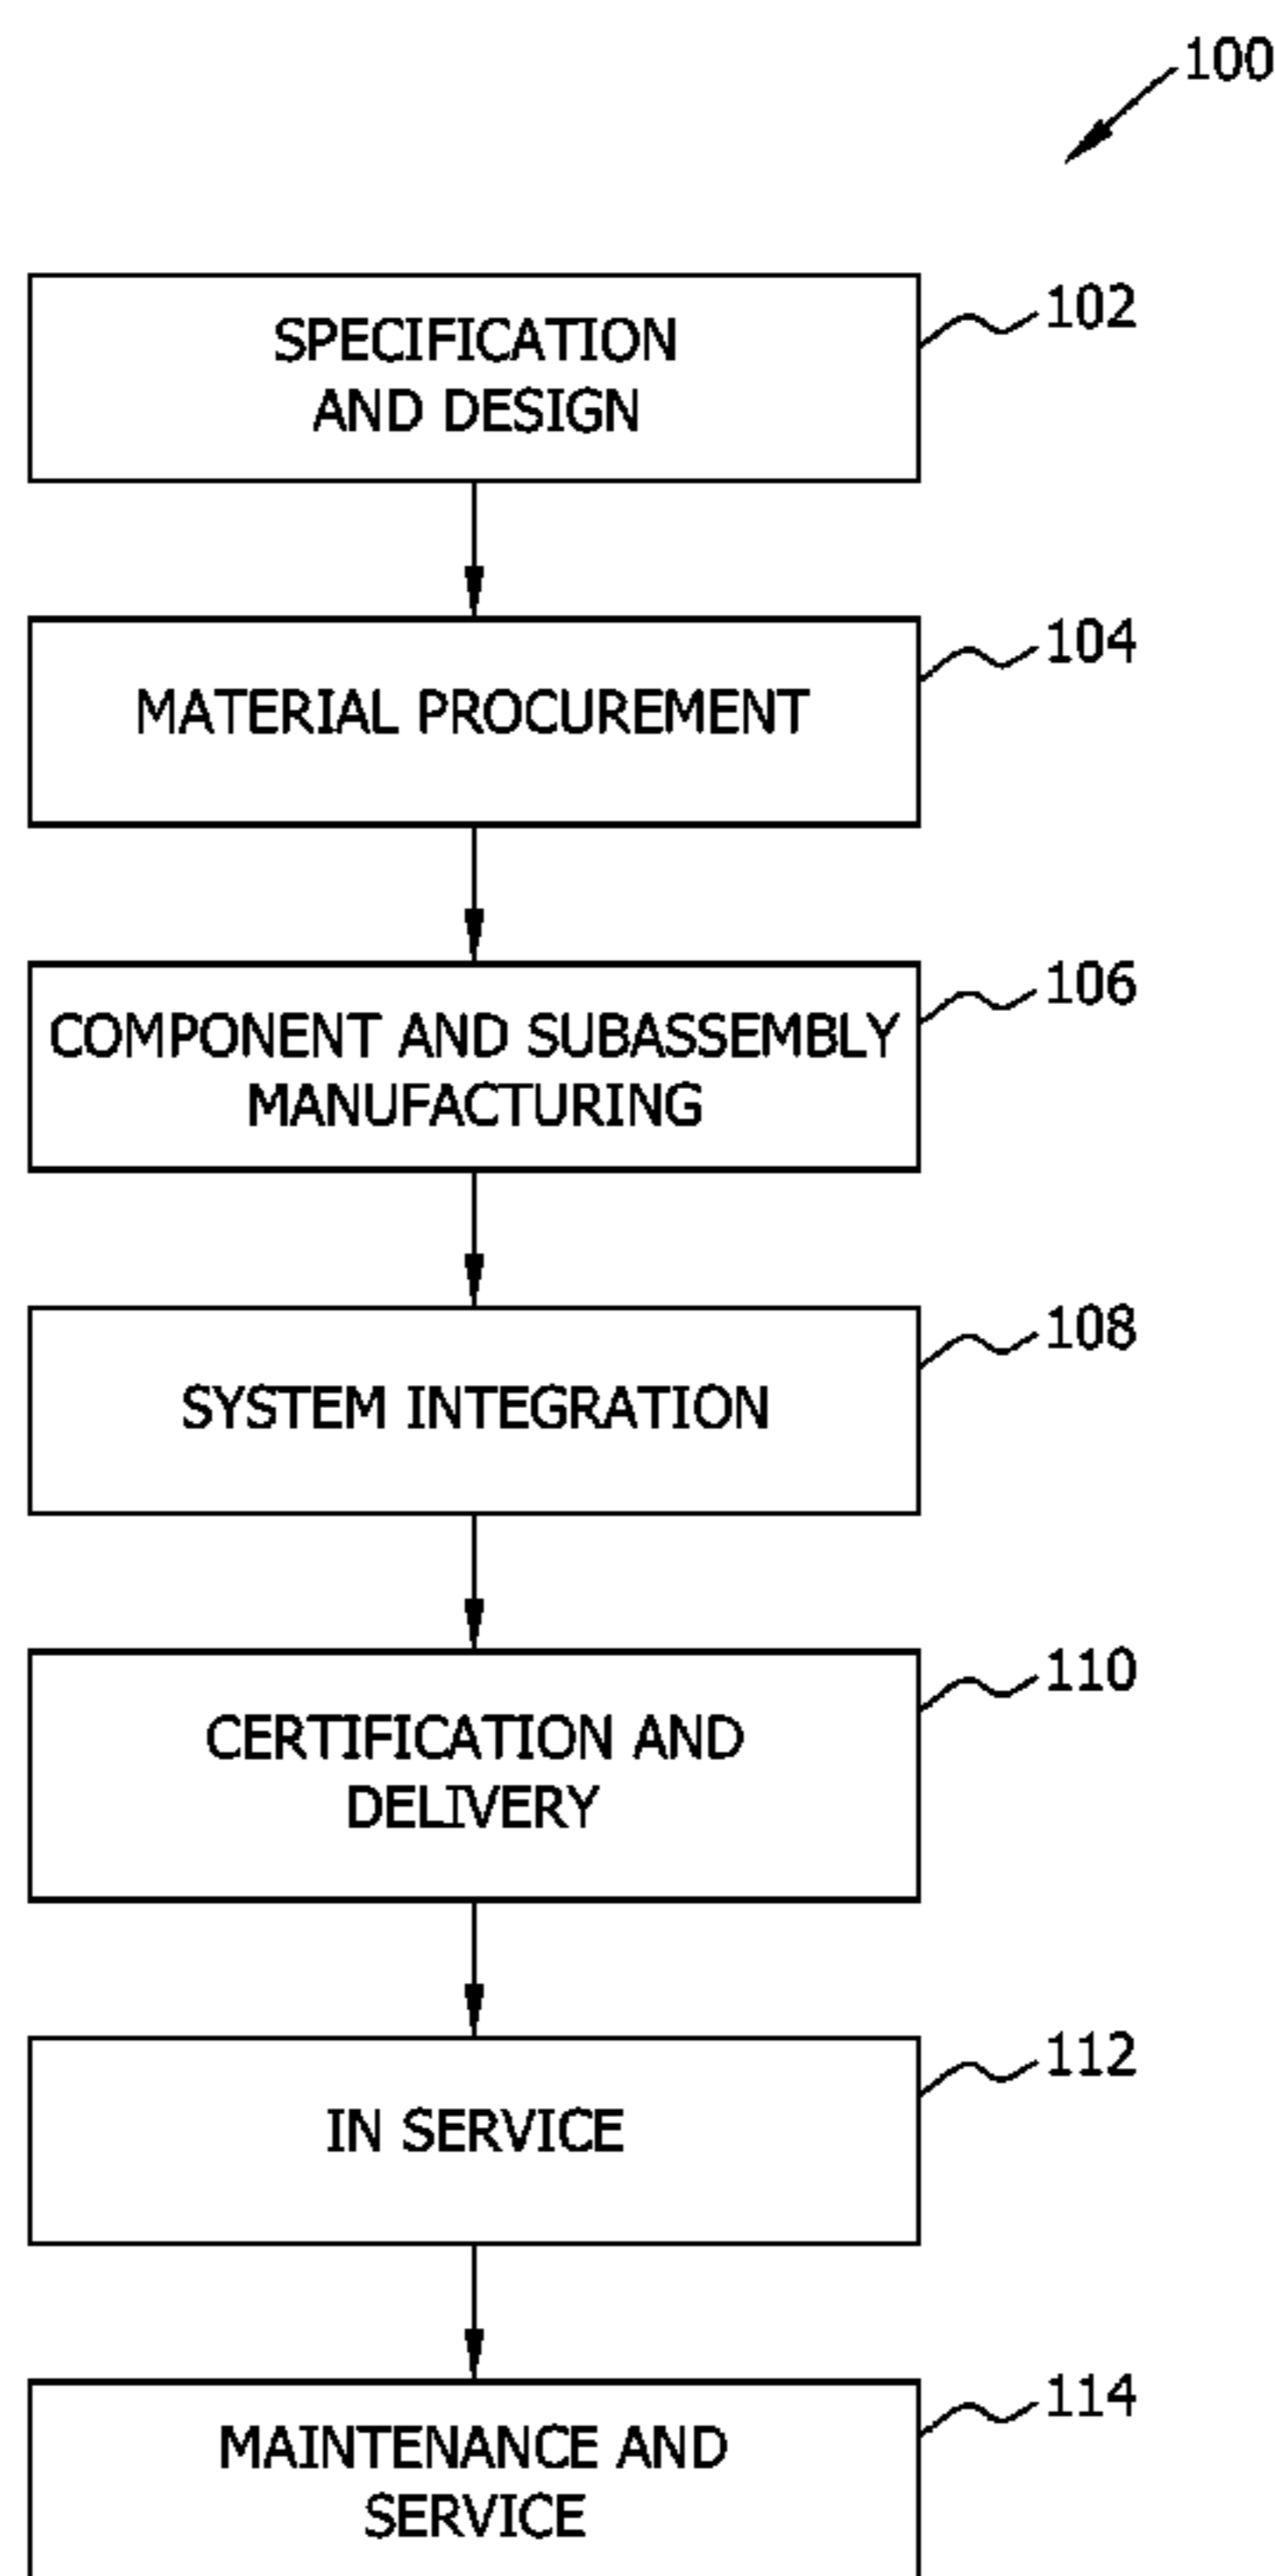 100
SPECIFICATION
AND DESIGN
102
MATERIAL PROCUREMENT
104
COMPONENT AND SUBASSEMBLY
MANUFACTURING
106
SYSTEM INTEGRATION
108
CERTIFICATION AND
DELIVERY
110
IN SERVICE
112
MAINTENANCE AND
SERVICE
114